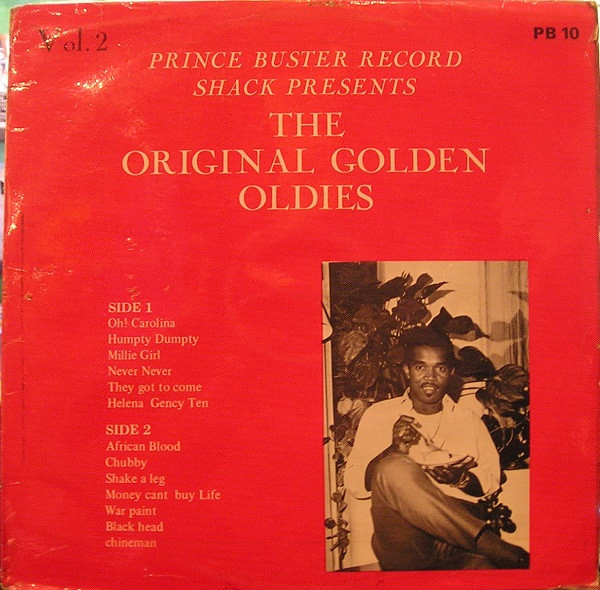 Vol. 2
PB 10
PRINCE BUSTER RECORD
SHACK PRESENTS
THE
ORIGINAL GOLDEN
OLDIES
SIDE 1
Oh! Carolina
Humpty Dumpty
Millie Girl
Never Never
They got to come
Helena Gency Ten
SIDE 2
African Blood
Chubby
Shake a leg
Money cant buy Life
War paint
Black head
chineman